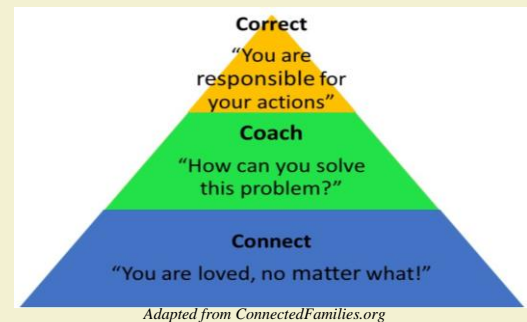 Correct
“You are
responsible for
your actions”
Coach
“How can you solve
this problem?”
Connect
“You are loved, no matter what!”
Adapted from ConnectedFamilies.org